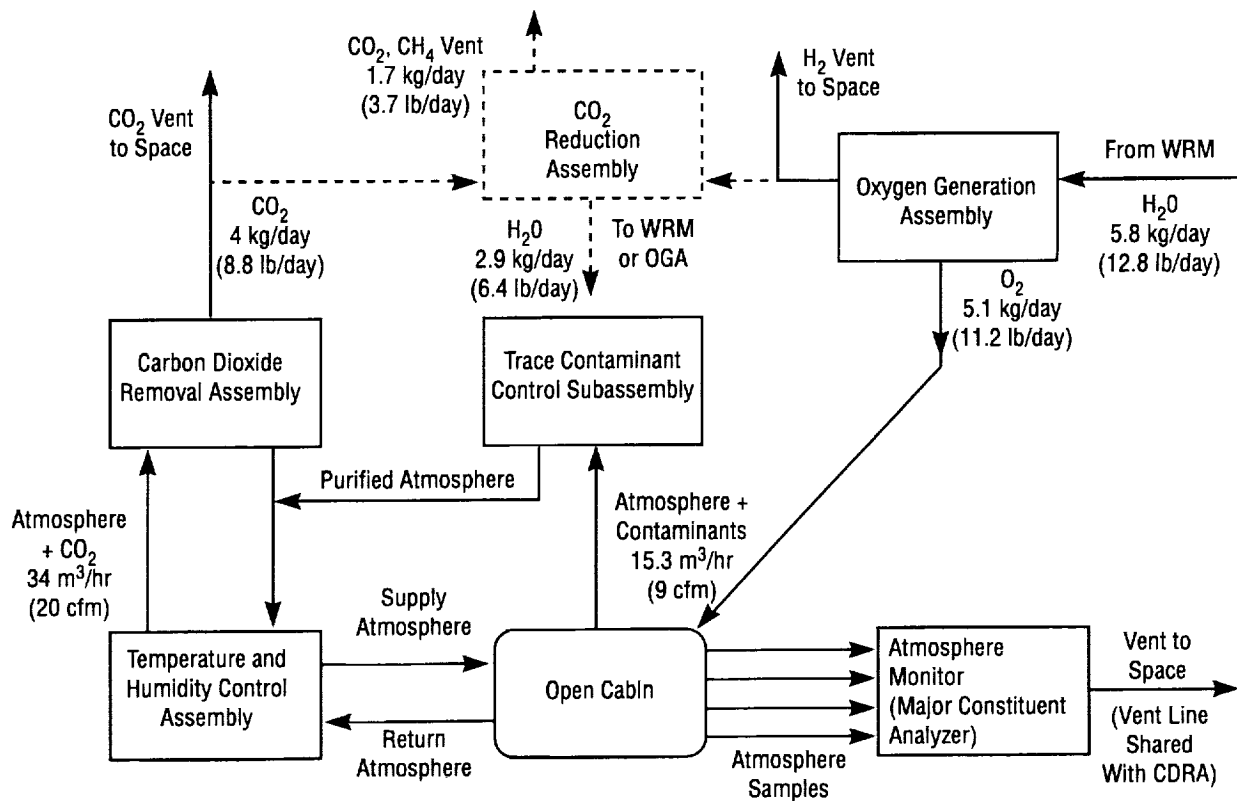 CO₂, CH₄ Vent
1.7 kg/day
(3.7 lb/day)
H₂ Vent
to Space
CO₂ Vent
to Space
CO₂
Reduction
Assembly
From WRM
Oxygen Generation
Assembly
H₂0
5.8 kg/day
(12.8 lb/day)
CO₂
4 kg/day
(8.8 lb/day)
H₂0
2.9 kg/day
(6.4 lb/day)
To WRM
or OGA
O₂
5.1 kg/day
(11.2 lb/day)
Carbon Dioxide
Removal Assembly
Trace Contaminant
Control Subassembly
Purified Atmosphere
Atmosphere
+ CO₂
34 m³/hr
(20 cfm)
Atmosphere +
Contaminants
15.3 m³/hr
(9 cfm)
Supply
Atmosphere
Temperature and
Humidity Control
Assembly
Open CabIn
Return
Atmosphere
Atmosphere
Monitor
(Major Constituent
Analyzer)
Atmosphere
Samples
Vent to
Space
(Vent Line
Shared
With CDRA)